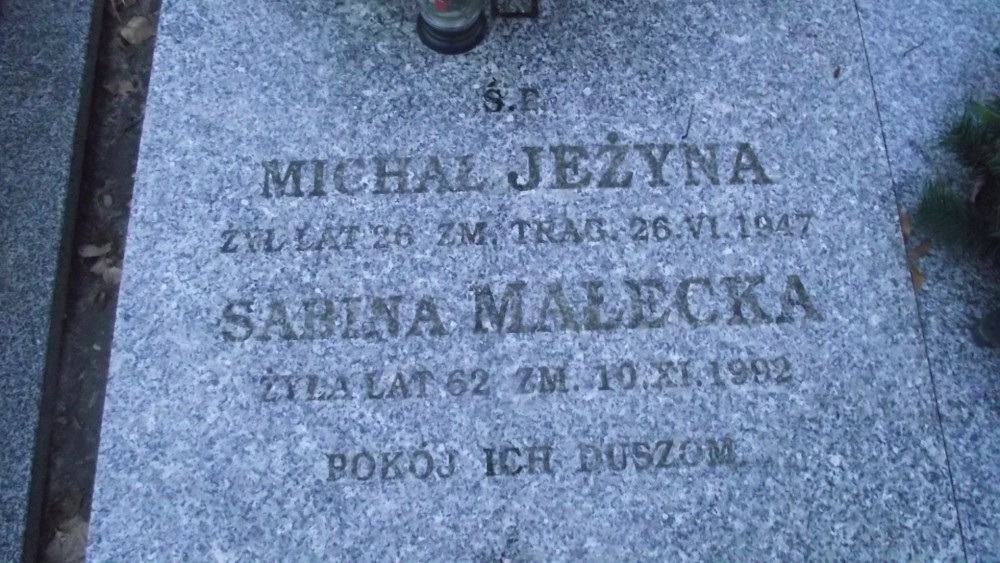 Ś.P.
MICHAŁ JEŻYNA
ŻYŁ LAT 26 ZM. TRAG. 26.VI.1947
SABINA MAŁECKA
ŻYŁA LAT 62 ZM. 10.XI.1992
POKÓJ ICH DUSZOM.